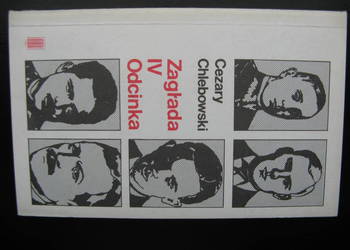 Cezary
Chlebowski
Zagłada
IV
Odcinka